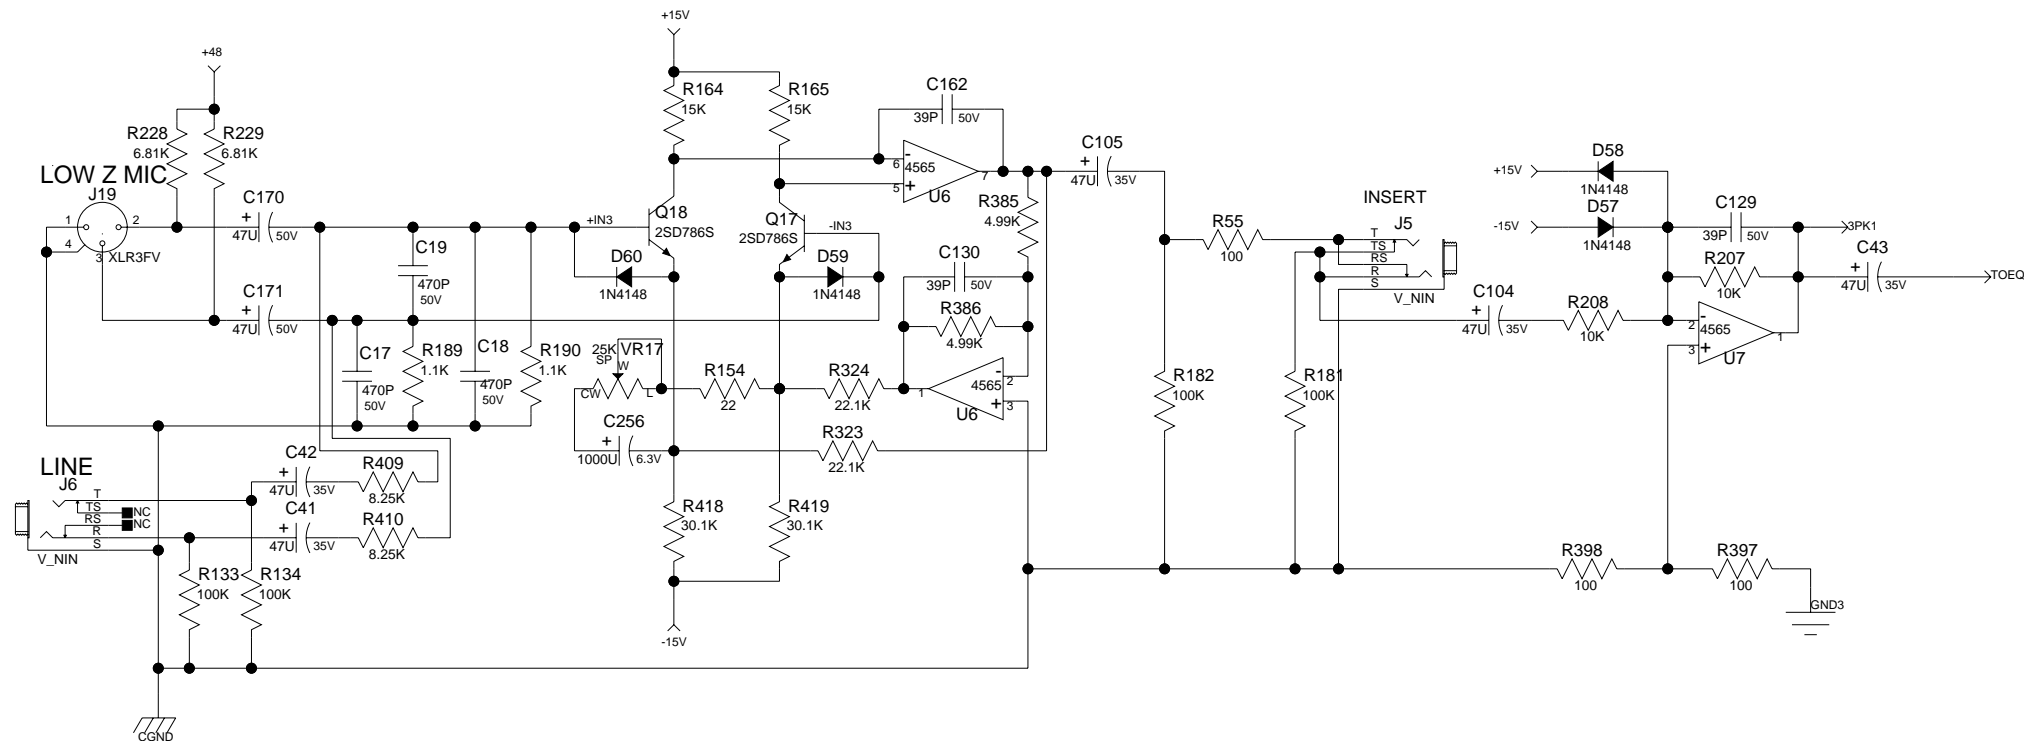 +15V
+48
R164
15K
R165
15K
C162
39P
50V
R228
6.81K
R229
6.81K
LOW Z MIC
J19
1
2
4
3
XLR3FV
C170
+
47U
50V
+IN3
Q18
2SD786S
Q17
2SD786S
-IN3
6
-
4565
7
5
+
U6
C105
+
47U
35V
R385
4.99K
C19
470P
50V
D60
1N4148
D59
1N4148
C130
39P
50V
R386
4.99K
C171
+
47U
50V
C17
470P
50V
R189
1.1K
C18
470P
50V
R190
1.1K
25K
SP
VR17
W
CW
L
R154
22
R324
22.1K
1
-
4565
2
+
3
U6
C256
+
1000U
6.3V
R323
22.1K
LINE
J6
T
TS
NC
RS
NC
R
S
V_NIN
C42
+
47U
35V
R409
8.25K
C41
+
47U
35V
R410
8.25K
R133
100K
R134
100K
R418
30.1K
R419
30.1K
-15V
CGND
R55
100
INSERT
J5
T
TS
RS
R
S
V_NIN
R182
100K
R181
100K
C104
+
47U
35V
R208
10K
+15V
D58
1N4148
-15V
D57
1N4148
C129
39P
50V
3PK1
R207
10K
C43
+
47U
35V
TOEQ
2
-
4565
1
3
+
U7
R398
100
R397
100
GND3